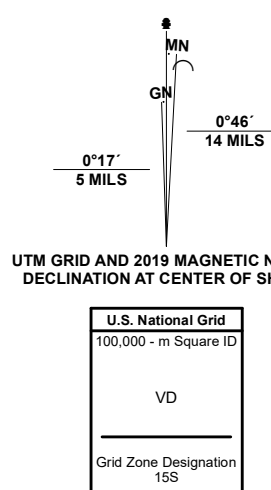 MN
GN
0°46´
14 MILS
0°17´
5 MILS
UTM GRID AND 2019 MAGNETIC N
DECLINATION AT CENTER OF SH
U.S. National Grid
100,000 - m Square ID
VD
Grid Zone Designation
15S